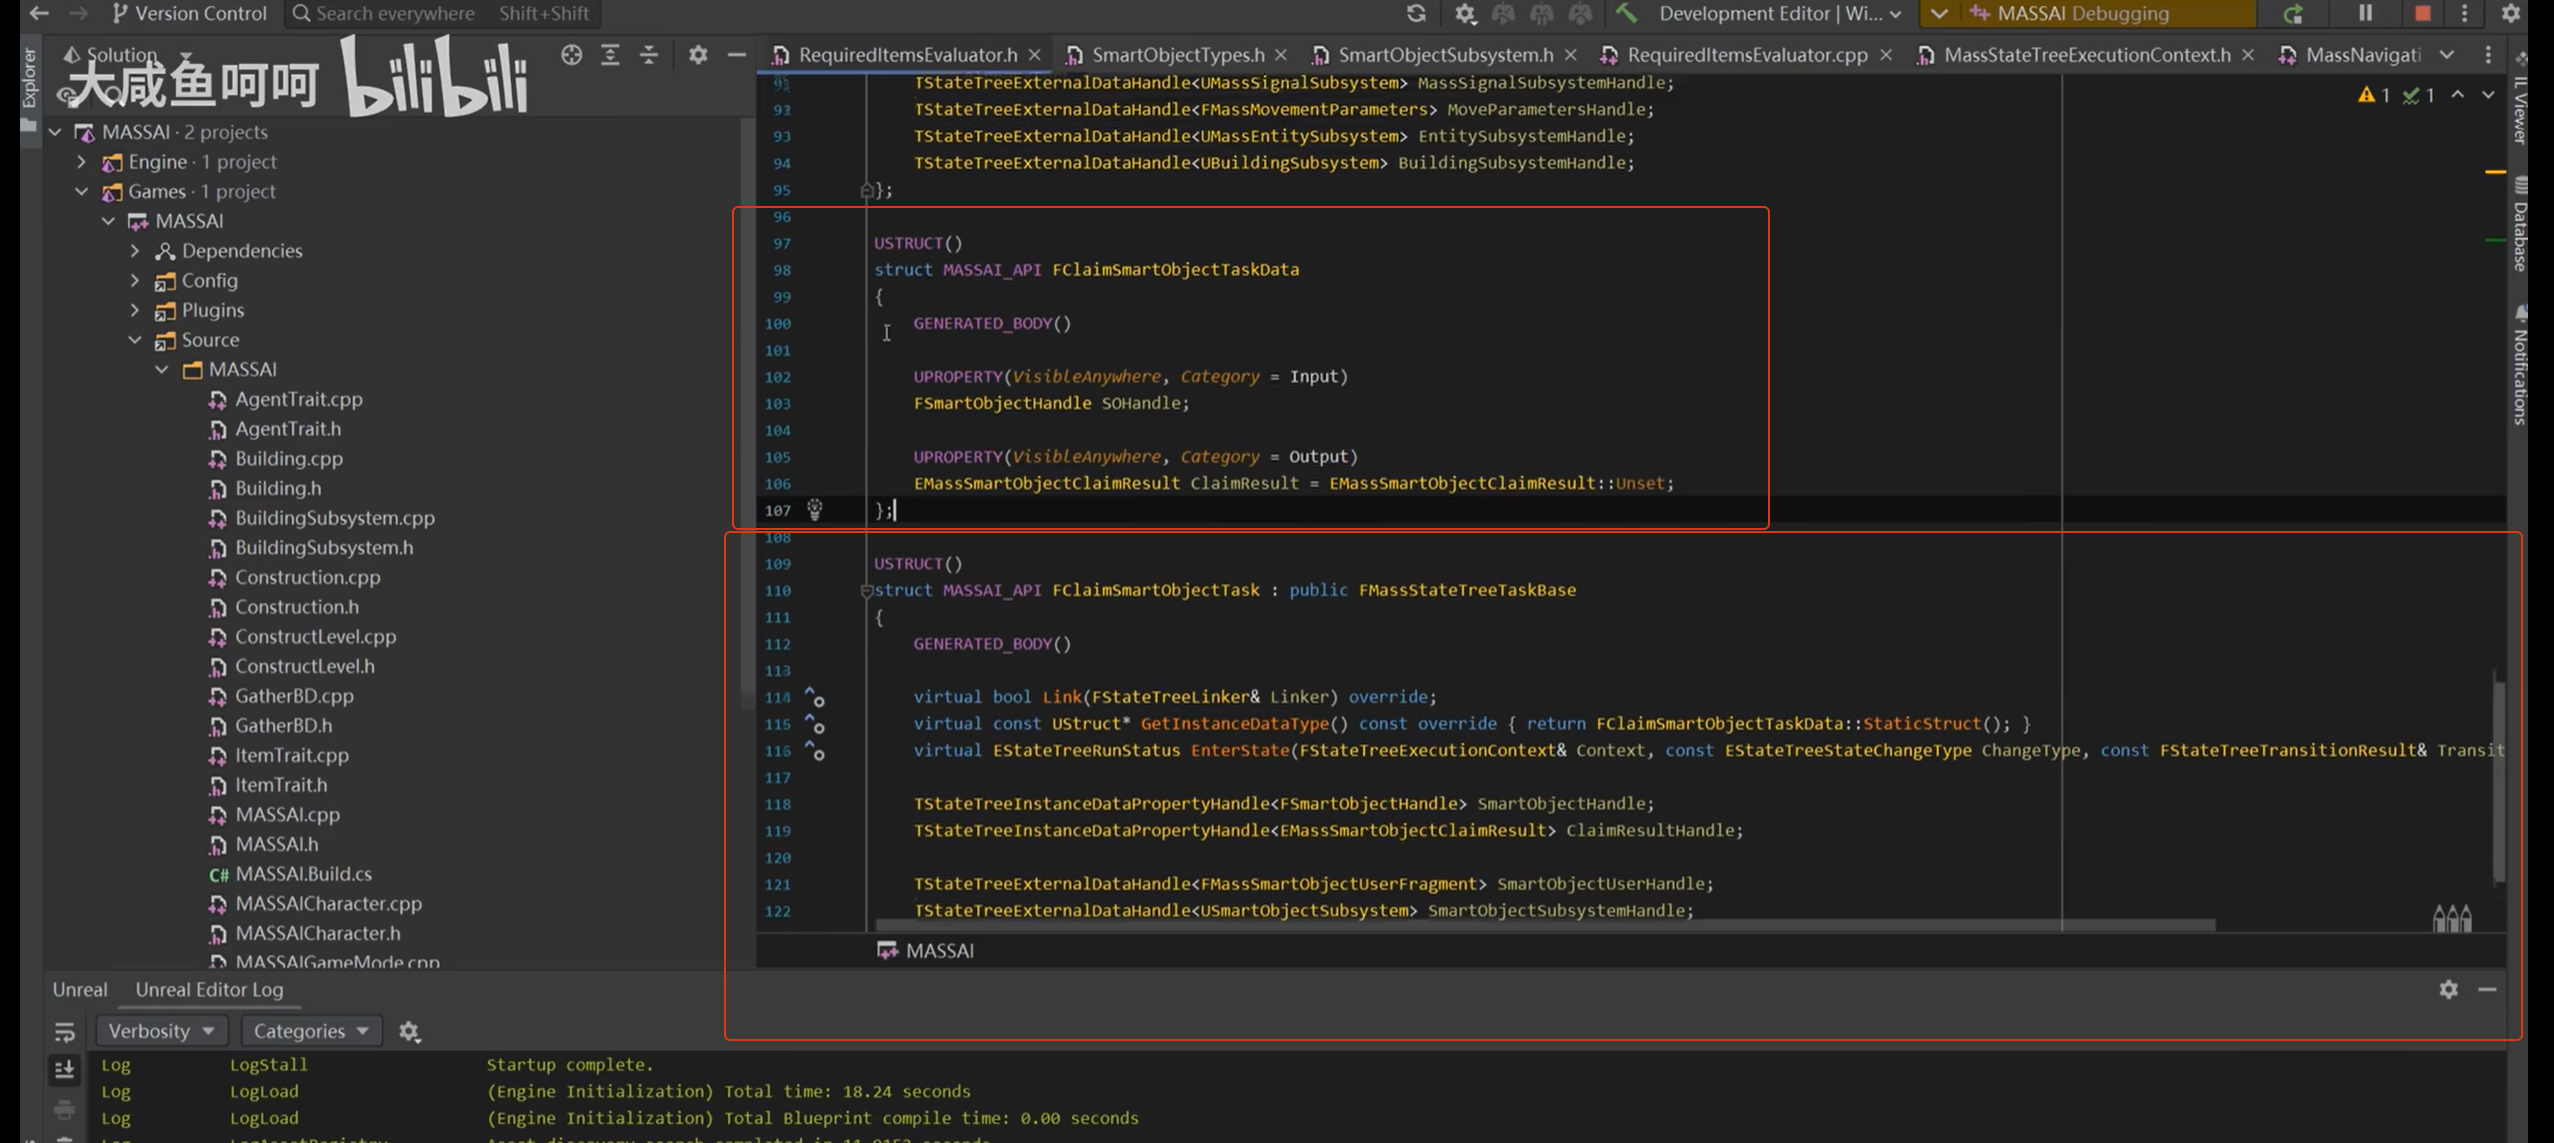 Version Control
Search everywhere Shift+Shift
Development Editor | Wi...
MASSAI Debugging
Explorer
Solution
大咸鱼呵呵 bilibili
RequiredItemsEvaluator.h
SmartObjectTypes.h
SmartObjectSubsystem.h
RequiredItemsEvaluator.cpp
MassStateTreeExecutionContext.h
MassNavigati
MASSAI · 2 projects
Engine · 1 project
Games · 1 project
MASSAI
Dependencies
Config
Plugins
Source
MASSAI
AgentTrait.cpp
AgentTrait.h
Building.cpp
Building.h
BuildingSubsystem.cpp
BuildingSubsystem.h
Construction.cpp
Construction.h
ConstructLevel.cpp
ConstructLevel.h
GatherBD.cpp
GatherBD.h
ItemTrait.cpp
ItemTrait.h
MASSAI.cpp
MASSAI.h
C# MASSAI.Build.cs
MASSAICharacter.cpp
MASSAICharacter.h
MASSAIGameMode.cpp
1 1
TStateTreeExternalDataHandle<UMassSignalSubsystem> MassSignalSubsystemHandle;
TStateTreeExternalDataHandle<FMassMovementParameters> MoveParametersHandle;
93 TStateTreeExternalDataHandle<UMassEntitySubsystem> EntitySubsystemHandle;
94 TStateTreeExternalDataHandle<UBuildingSubsystem> BuildingSubsystemHandle;
95 };
96
97 USTRUCT()
98 struct MASSAI_API FClaimSmartObjectTaskData
99 {
100 GENERATED_BODY()
101
102 UPROPERTY(VisibleAnywhere, Category = Input)
103 FSmartObjectHandle SOHandle;
104
105 UPROPERTY(VisibleAnywhere, Category = Output)
106 EMassSmartObjectClaimResult ClaimResult = EMassSmartObjectClaimResult::Unset;
107 };
108
109 USTRUCT()
110 struct MASSAI_API FClaimSmartObjectTask : public FMassStateTreeTaskBase
111 {
112 GENERATED_BODY()
113
114 virtual bool Link(FStateTreeLinker& Linker) override;
115 virtual const UStruct* GetInstanceDataType() const override { return FClaimSmartObjectTaskData::StaticStruct(); }
116 virtual EStateTreeRunStatus EnterState(FStateTreeExecutionContext& Context, const EStateTreeStateChangeType ChangeType, const FStateTreeTransitionResult& Transit
117
118 TStateTreeInstanceDataPropertyHandle<FSmartObjectHandle> SmartObjectHandle;
119 TStateTreeInstanceDataPropertyHandle<EMassSmartObjectClaimResult> ClaimResultHandle;
120
121 TStateTreeExternalDataHandle<FMassSmartObjectUserFragment> SmartObjectUserHandle;
122 TStateTreeExternalDataHandle<USmartObjectSubsystem> SmartObjectSubsystemHandle;
MASSAI
IL Viewer
Database
Notifications
Unreal
Unreal Editor Log
Verbosity
Categories
Log LogStall Startup complete.
Log LogLoad (Engine Initialization) Total time: 18.24 seconds
Log LogLoad (Engine Initialization) Total Blueprint compile time: 0.00 seconds